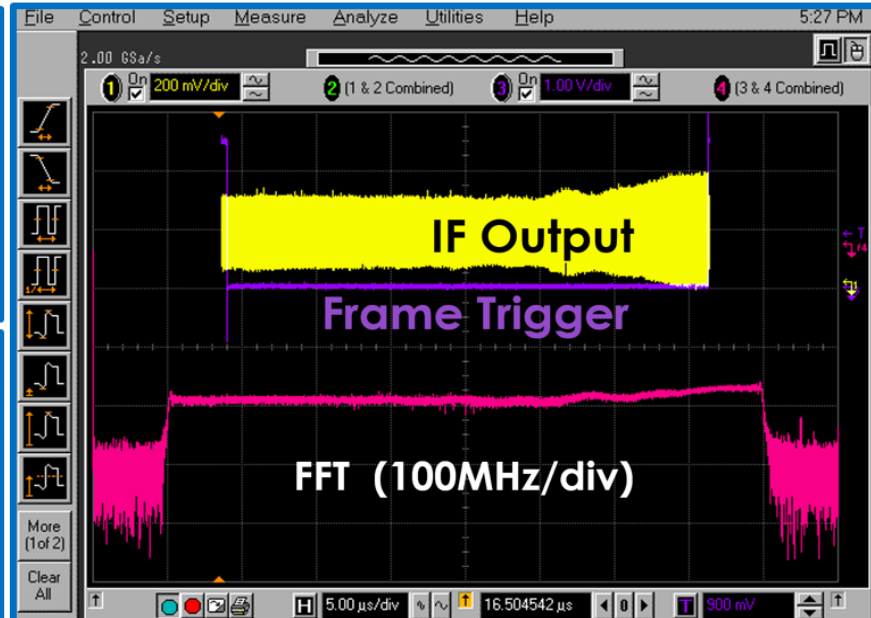 File Control Setup Measure Analyze Utilities Help 5:27 PM
2.00 GSa/s
1 On 200 mV/div 2 (1 & 2 Combined) 3 On 1.00 V/div 4 (3 & 4 Combined)
IF Output
T
f4
Frame Trigger
FFT (100MHz/div)
More
(1of 2)
Clear
All
H 5.00 µs/div 16.504542 µs 0 T 900 mV